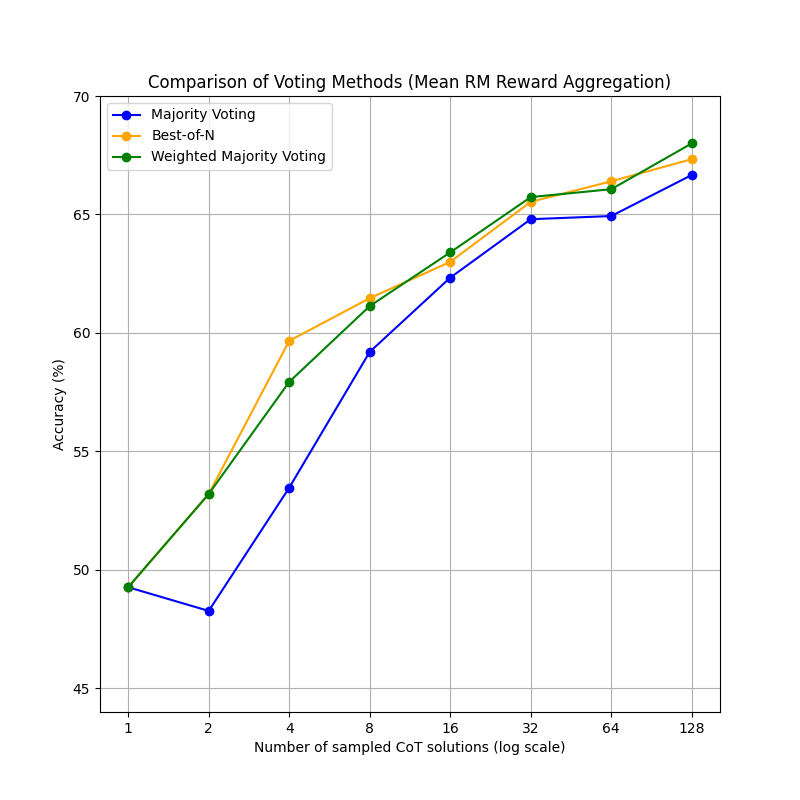 Comparison of Voting Methods (Mean RM Reward Aggregation)
Majority Voting
Best-of-N
Weighted Majority Voting
Accuracy (%)
70
65
60
55
50
45
1 2 4 8 16 32 64 128
Number of sampled CoT solutions (log scale)